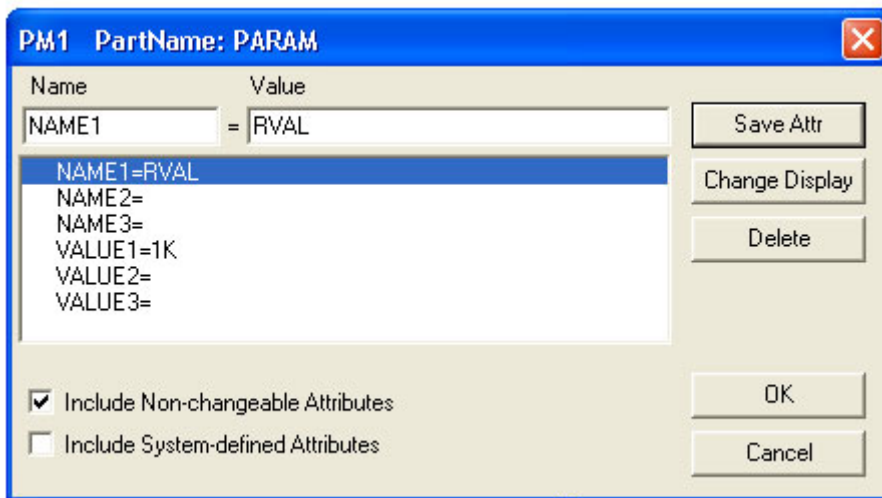 PM1 PartName: PARAM
Name Value
NAME1 = RVAL
Save Attr
NAME1=RVAL
Change Display
NAME2=
NAME3=
Delete
VALUE1=1K
VALUE2=
VALUE3=
Include Non-changeable Attributes
OK
Include System-defined Attributes
Cancel